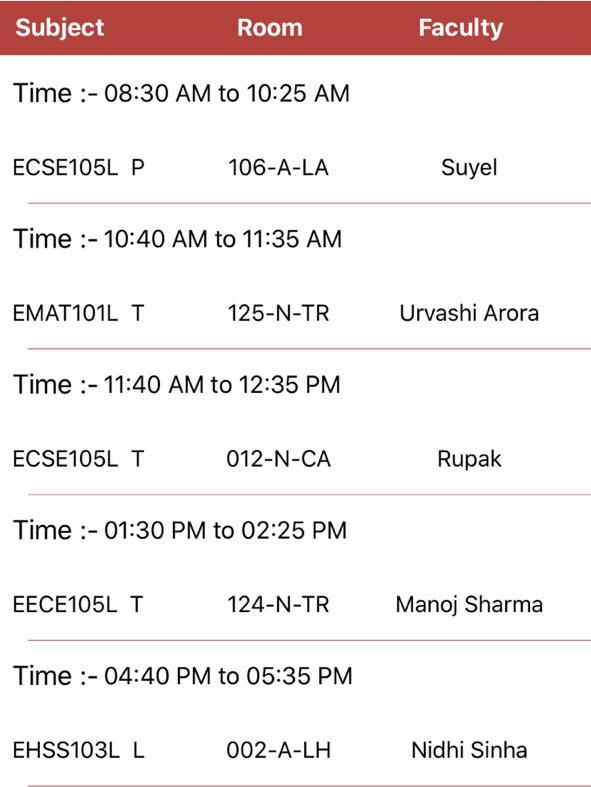 Subject Room Faculty
Time :- 08:30 AM to 10:25 AM
ECSE105L P 106-A-LA Suyel
Time :- 10:40 AM to 11:35 AM
EMAT101L T 125-N-TR Urvashi Arora
Time :- 11:40 AM to 12:35 PM
ECSE105L T 012-N-CA Rupak
Time :- 01:30 PM to 02:25 PM
EECE105L T 124-N-TR Manoj Sharma
Time :- 04:40 PM to 05:35 PM
EHSS103L L 002-A-LH Nidhi Sinha